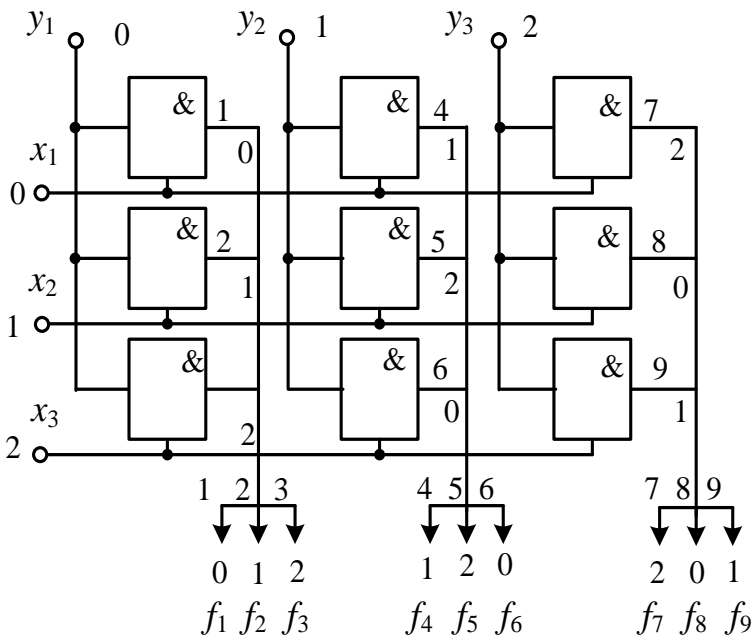 y1 0 y2 1 y3 2
& 1 & 4 & 7
x1 0 1 2
0
& 2 & 5 & 8
x2 1 2 0
1
& & 6 & 9
x3 2 0 1
2
1 2 3 4 5 6 7 8 9
0 1 2 1 2 0 2 0 1
f1 f2 f3 f4 f5 f6 f7 f8 f9